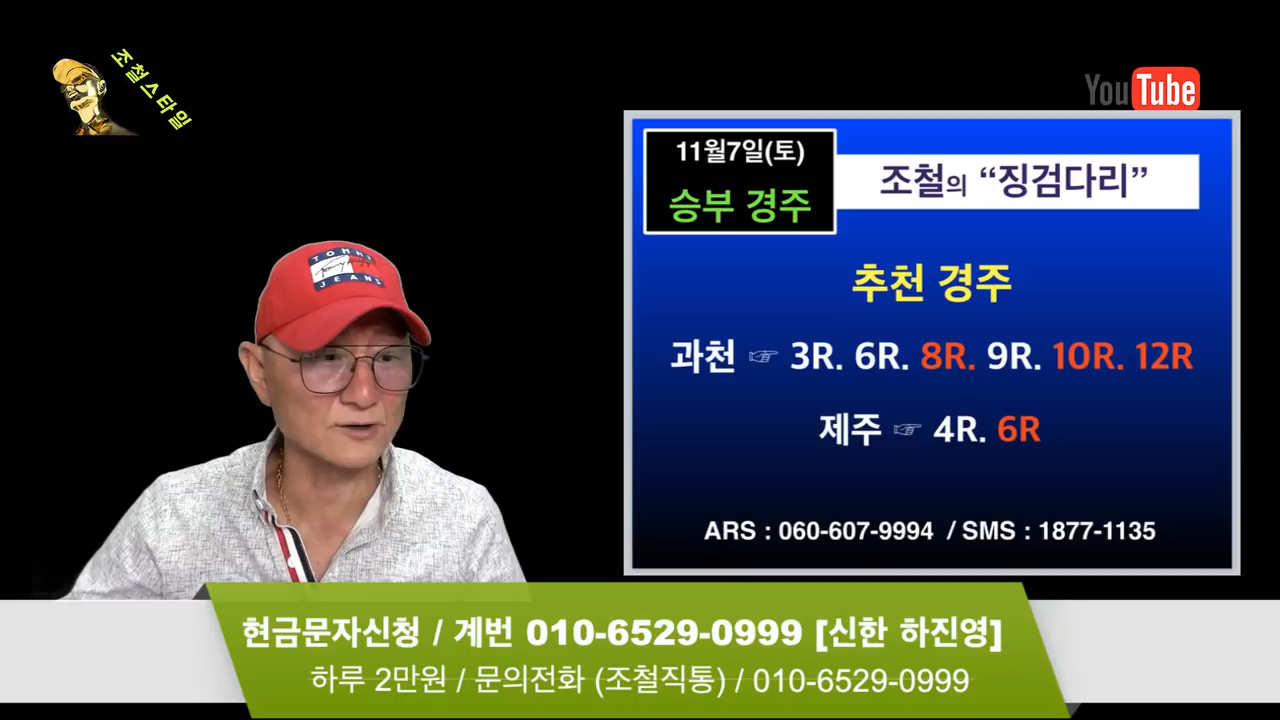 조철스타일
YouTube
11월7일(토)
승부 경주
조철의 “징검다리”
추천 경주
과천 ☞ 3R. 6R. 8R. 9R. 10R. 12R
제주 ☞ 4R. 6R
ARS : 060-607-9994 / SMS : 1877-1135
TOMMY
JEANS
현금문자신청 / 계번 010-6529-0999 [신한 하진영]
하루 2만원 / 문의전화 (조철직통) / 010-6529-0999